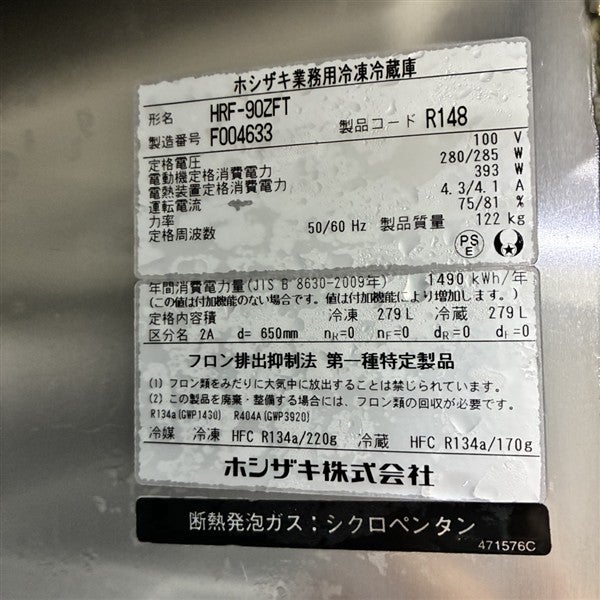 ホシザキ業務用冷凍冷蔵庫
形名 HRF-90ZFT
製造番号 F004633 製品コード R148
定格電圧 100 V
電動機定格消費電力 280/285 W
電熱装置定格消費電力 393 W
運転電流 4.3/4.1 A
力率 75/81 %
定格周波数 50/60 Hz 製品質量 122 kg
PSE
年間消費電力量(JIS B 8630-2009年) 1490 kWh/年
(この値は付加機能のない場合です。値は付加機能により増加します。)
定格内容積 冷凍 279L 冷蔵 279L
区分名 2A d= 650mm nR=0 nF=0 dR=0 dF=0
フロン排出抑制法 第一種特定製品
(1) フロン類をみだりに大気中に放出することは禁じられています。
(2) この製品を廃棄・整備する場合には、フロン類の回収が必要です。
R134a(GWP1430) R404A(GWP3920)
冷媒 冷凍 HFC R134a/220g 冷蔵 HFC R134a/170g
ホシザキ株式会社
断熱発泡ガス：シクロペンタン
471576C